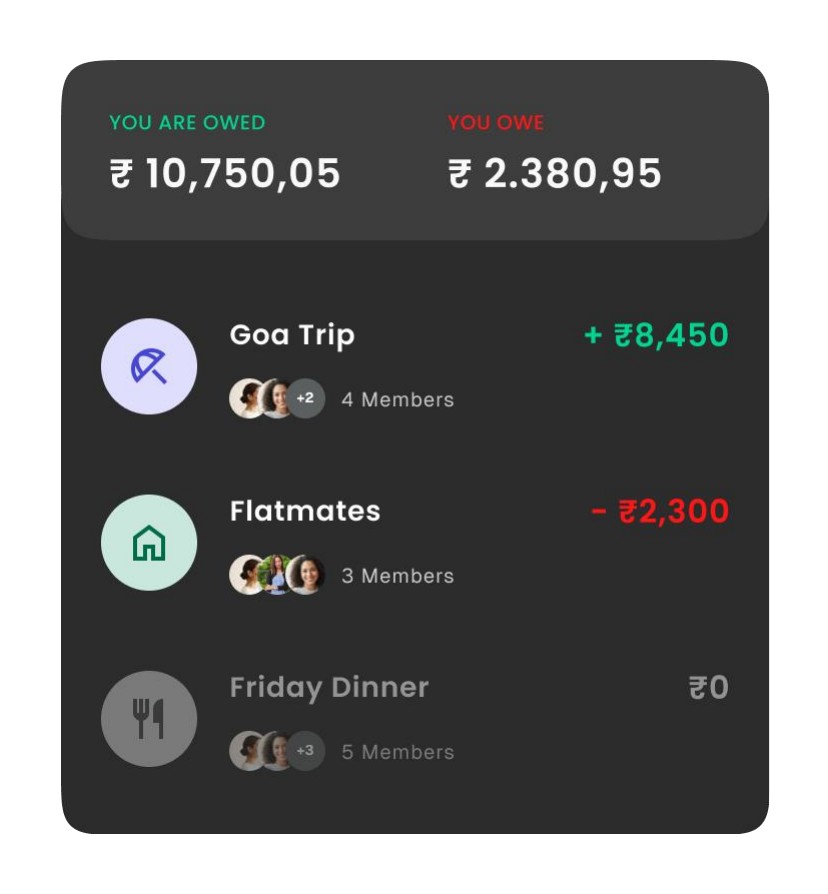 YOU ARE OWED
₹ 10,750,05
YOU OWE
₹ 2.380,95
Goa Trip
+ ₹8,450
+2
4 Members
Flatmates
- ₹2,300
3 Members
Friday Dinner
₹0
+3
5 Members